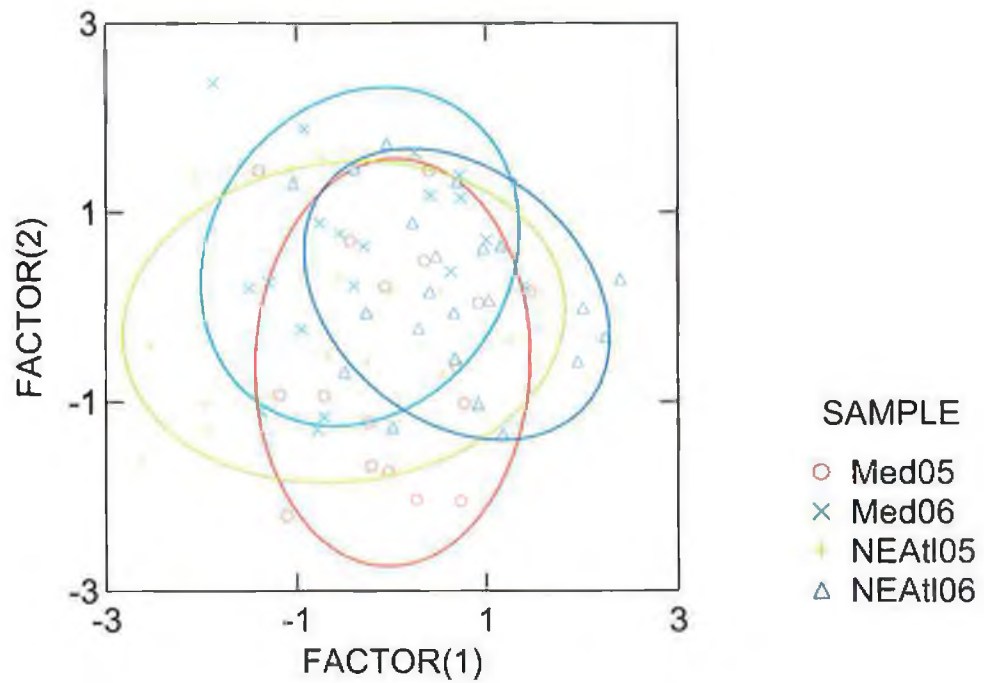 3
1
-1
-3
FACTOR(2)
-3 -1 1 3
FACTOR(1)
SAMPLE
Med05
Med06
NEAtl05
NEAtl06